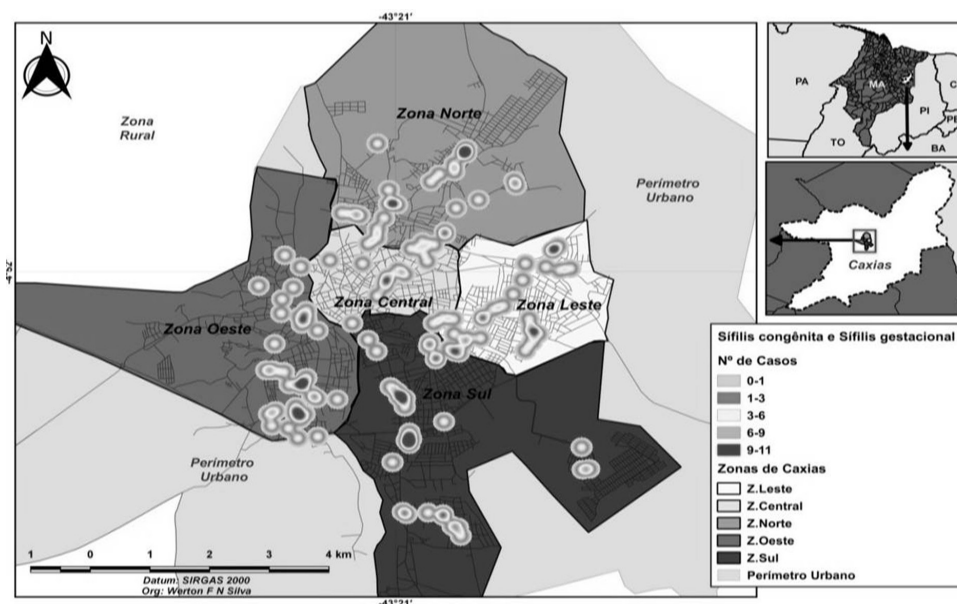 -43°21'
N
Zona Norte
Zona
Rural
Perímetro
Urbano
Zona Central
Zona Leste
Zona Oeste
Zona Sul
Perímetro
Urbano
1 0 1 2 3 4 km
Datum: SIRGAS 2000
Org: Werton F N Silva
-43°21'
PA
MA
PI
TO
BA
Caxias
Sífilis congênita e Sífilis gestacional
Nº de Casos
0-1
1-3
3-6
6-9
9-11
Zonas de Caxias
Z.Leste
Z.Central
Z.Norte
Z.Oeste
Z.Sul
Perímetro Urbano